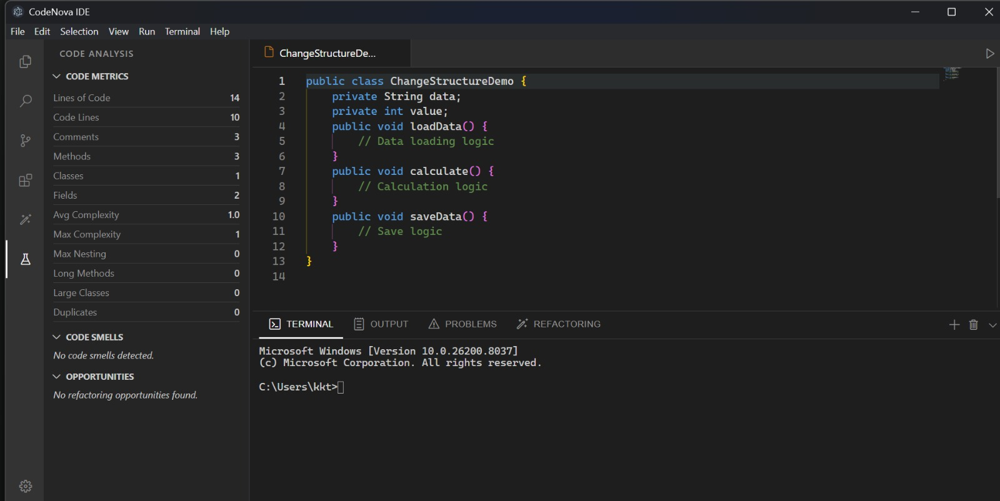 CodeNova IDE
File Edit Selection View Run Terminal Help
CODE ANALYSIS
CODE METRICS
Lines of Code 14
Code Lines 10
Comments 3
Methods 3
Classes 1
Fields 2
Avg Complexity 1.0
Max Complexity 1
Max Nesting 0
Long Methods 0
Large Classes 0
Duplicates 0
CODE SMELLS
No code smells detected.
OPPORTUNITIES
No refactoring opportunities found.
ChangeStructureDe...
1 public class ChangeStructureDemo {
2 private String data;
3 private int value;
4 public void loadData() {
5 // Data loading logic
6 }
7 public void calculate() {
8 // Calculation logic
9 }
10 public void saveData() {
11 // Save logic
12 }
13 }
14
TERMINAL OUTPUT PROBLEMS REFACTORING
Microsoft Windows [Version 10.0.26200.8037]
(c) Microsoft Corporation. All rights reserved.
C:\Users\kkt>